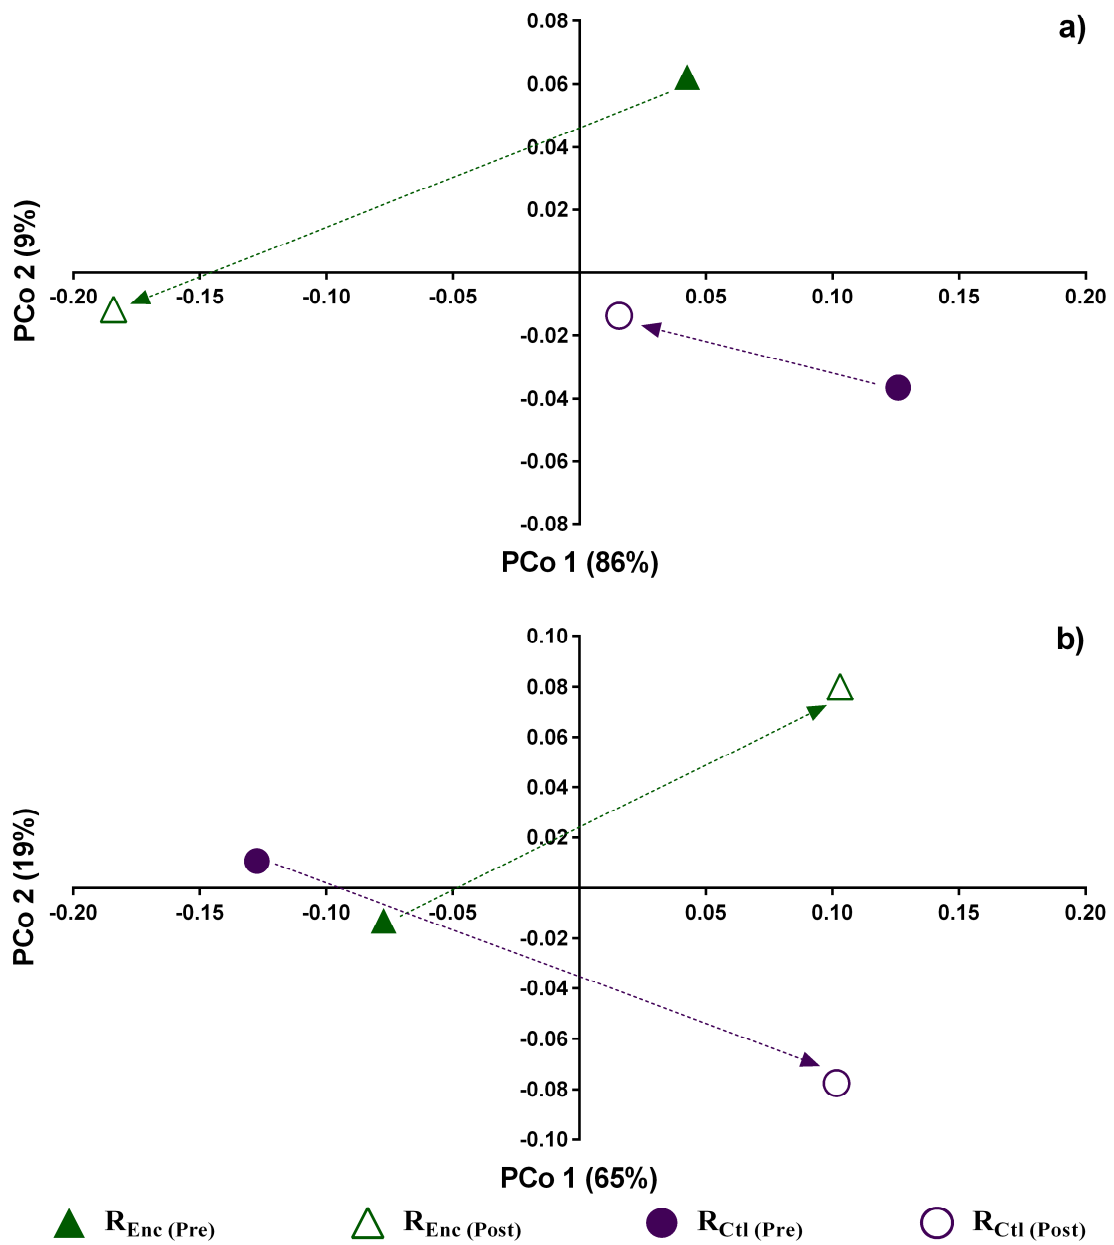 a)
0.08
0.06
0.04
0.02
-0.20 -0.15 -0.10 -0.05 0.05 0.10 0.15 0.20
-0.02
-0.04
-0.06
-0.08
PCo 2 (9%)
PCo 1 (86%)
b)
0.10
0.08
0.06
0.04
0.02
-0.20 -0.15 -0.10 -0.05 0.05 0.10 0.15 0.20
-0.02
-0.04
-0.06
-0.08
-0.10
PCo 2 (19%)
PCo 1 (65%)
REnc (Pre) REnc (Post) RCtl (Pre) RCtl (Post)